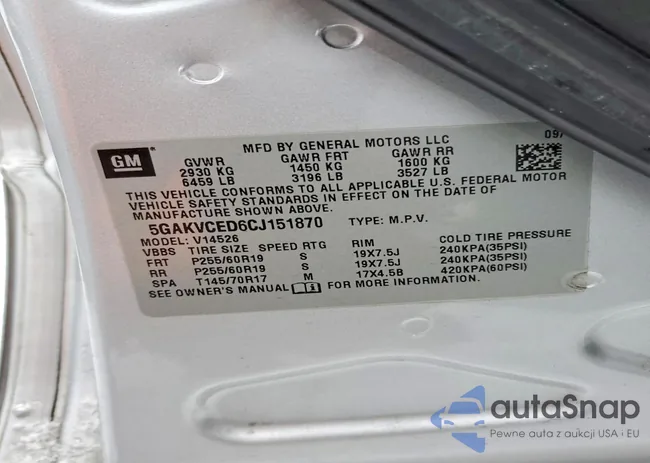 MFD BY GENERAL MOTORS LLC
GM GVWR GAWR FRT GAWR RR
2930 KG 1450 KG 1600 KG
6459 LB 3196 LB 3527 LB
THIS VEHICLE CONFORMS TO ALL APPLICABLE U.S. FEDERAL MOTOR
VEHICLE SAFETY STANDARDS IN EFFECT ON THE DATE OF
MANUFACTURE SHOWN ABOVE.
5GAKVCED6CJ151870 TYPE: M.P.V.
MODEL: V14526
VBBS TIRE SIZE SPEED RTG RIM COLD TIRE PRESSURE
FRT P255/60R19 S 19X7.5J 240KPA(35PSI)
RR P255/60R19 S 19X7.5J 240KPA(35PSI)
SPA T145/70R17 M 17X4.5B 420KPA(60PSI)
SEE OWNER'S MANUAL FOR MORE INFORMATION.
autaSnap
Pewne auta z aukcji USA i EU